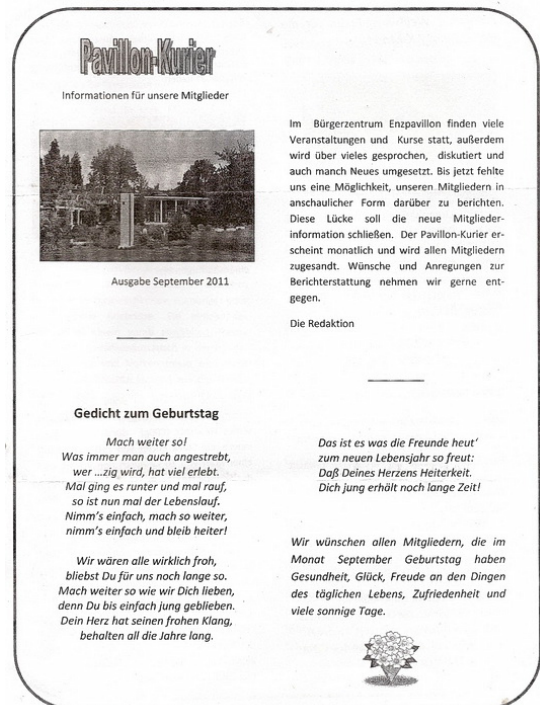 Pavillon-Kurier
Informationen für unsere Mitglieder
Ausgabe September 2011
Im Bürgerzentrum Enzpavillon finden viele
Veranstaltungen und Kurse statt, außerdem
wird über vieles gesprochen, diskutiert und
auch manch Neues umgesetzt. Bis jetzt fehlte
uns eine Möglichkeit, unseren Mitgliedern in
anschaulicher Form darüber zu berichten.
Diese Lücke soll die neue Mitglieder-
information schließen. Der Pavillon-Kurier er-
scheint monatlich und wird allen Mitgliedern
zugesandt. Wünsche und Anregungen zur
Berichterstattung nehmen wir gerne ent-
gegen.
Die Redaktion
Gedicht zum Geburtstag
Mach weiter so!
Was immer man auch angestrebt,
wer ...zig wird, hat viel erlebt.
Mal ging es runter und mal rauf,
so ist nun mal der Lebenslauf.
Nimm's einfach, mach so weiter,
nimm's einfach und bleib heiter!
Wir wären alle wirklich froh,
bliebst Du für uns noch lange so.
Mach weiter so wie wir Dich lieben,
denn Du bis einfach jung geblieben.
Dein Herz hat seinen frohen Klang,
behalten all die Jahre lang.
Das ist es was die Freunde heut'
zum neuen Lebensjahr so freut:
Daß Deines Herzens Heiterkeit.
Dich jung erhält noch lange Zeit!
Wir wünschen allen Mitgliedern, die im
Monat September Geburtstag haben
Gesundheit, Glück, Freude an den Dingen
des täglichen Lebens, Zufriedenheit und
viele sonnige Tage.